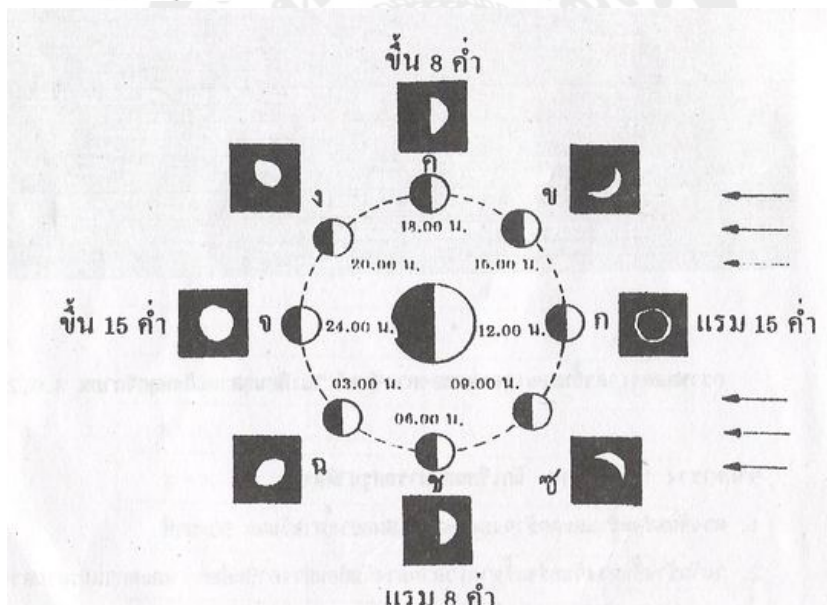 ขึ้น 8 ค่ำ
ค
ง
ข
18.00 น.
20.00 น. 15.00 น.
ขึ้น 15 ค่ำ จ 24.00 น. 12.00 น. ก แรม 15 ค่ำ
03.00 น. 09.00 น.
06.00 น.
ฉ ช ซ
แรม 8 ค่ำ